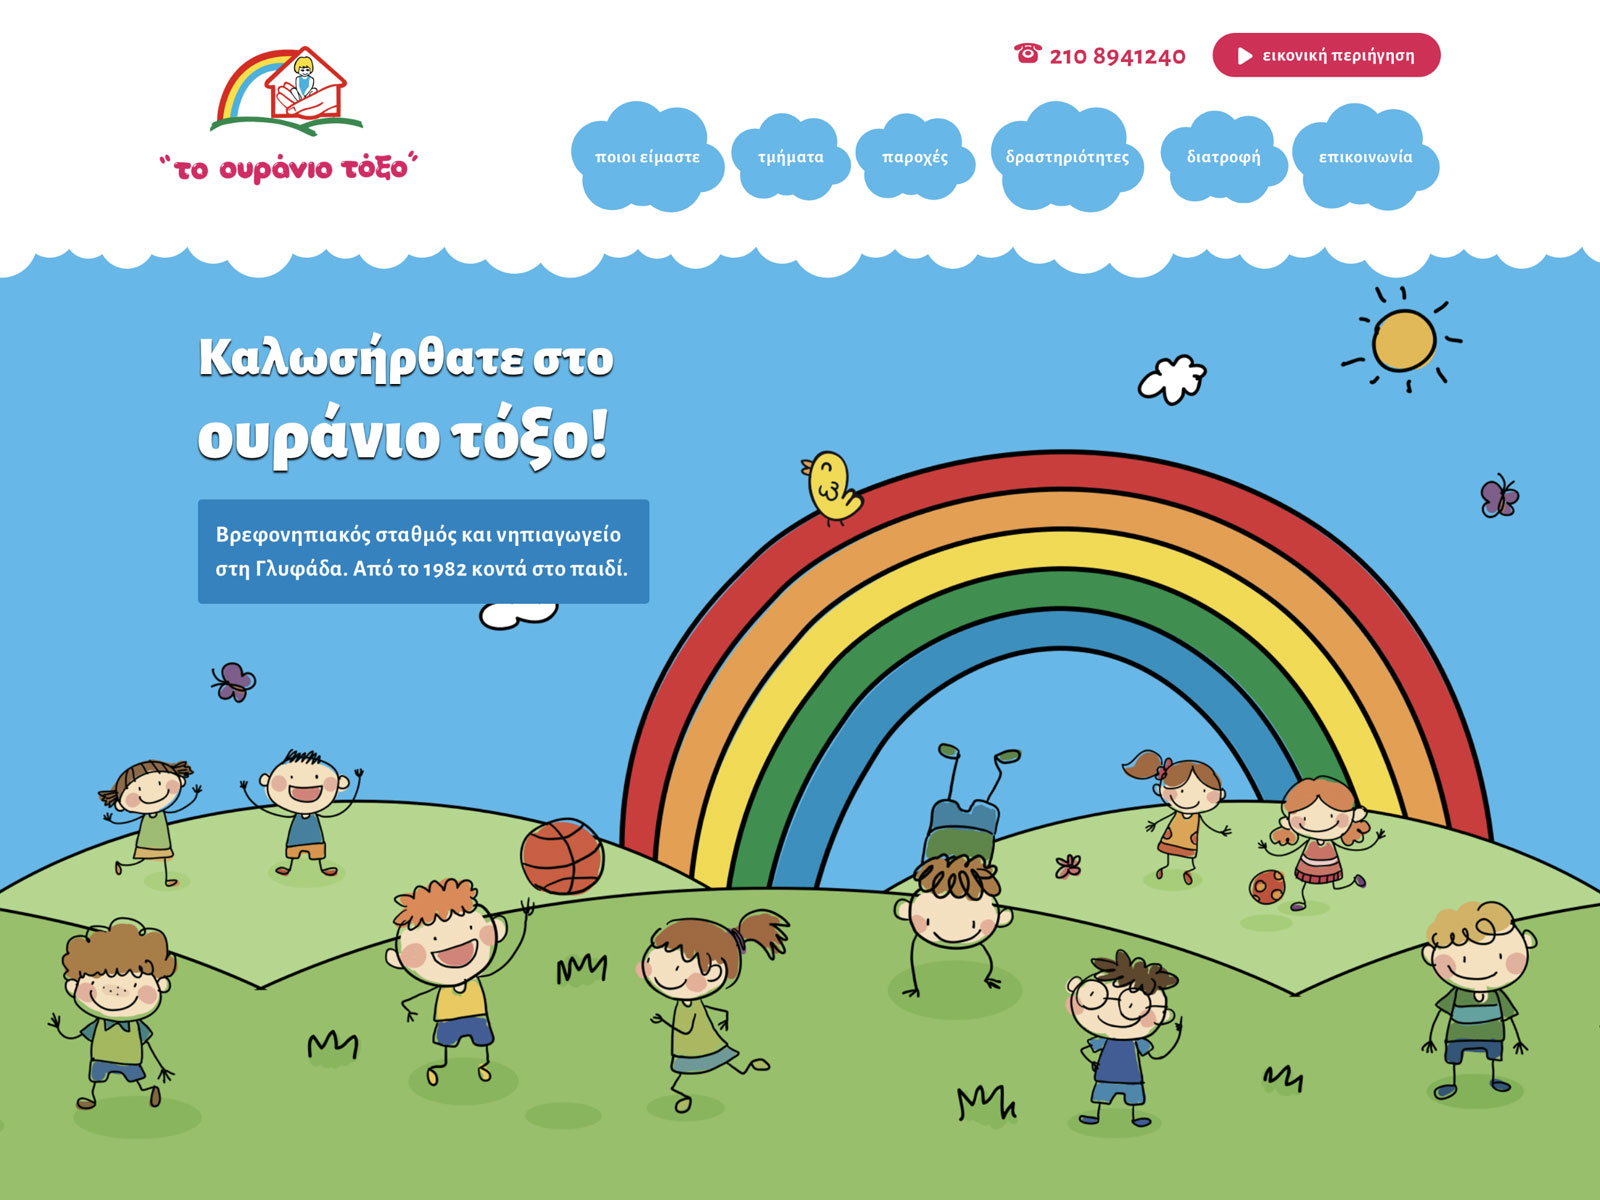 ☎ 210 8941240
εικονική περιήγηση
"το ουράνιο τόξο"
ποιοι είμαστε
τμήματα
παροχές
δραστηριότητες
διατροφή
επικοινωνία
Καλωσήρθατε στο
ουράνιο τόξο!
Βρεφονηπιακός σταθμός και νηπιαγωγείο
στη Γλυφάδα. Από το 1982 κοντά στο παιδί.